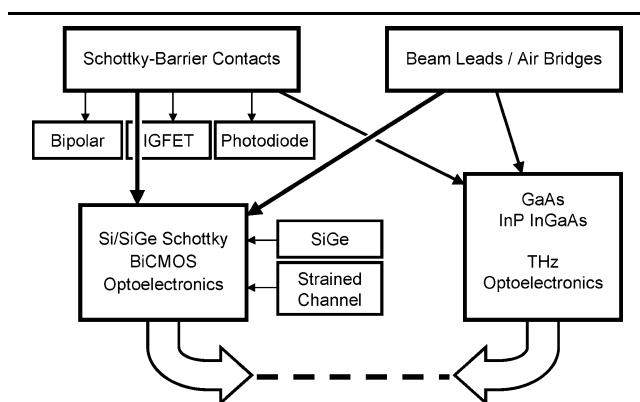 Schottky-Barrier Contacts
Beam Leads / Air Bridges
Bipolar
IGFET
Photodiode
Si/SiGe Schottky
BiCMOS
Optoelectronics
SiGe
Strained
Channel
GaAs
InP InGaAs
THz
Optoelectronics